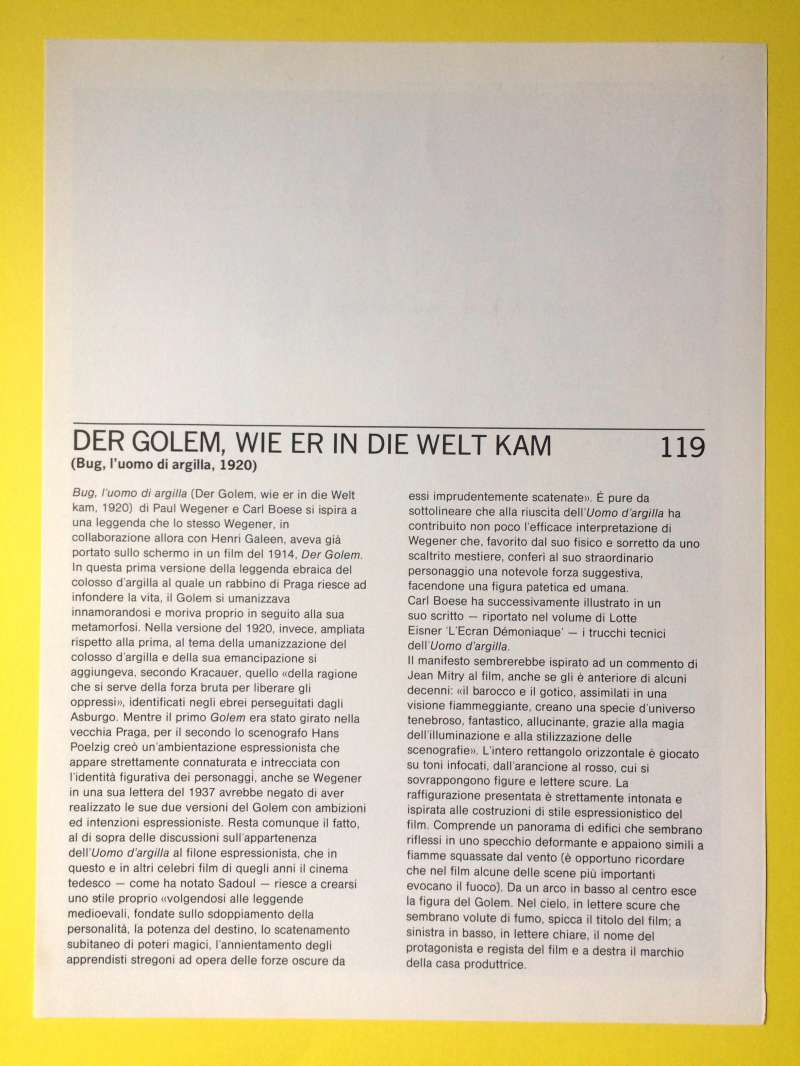 DER GOLEM, WIE ER IN DIE WELT KAM 119
(Bug, l'uomo di argilla, 1920)
Bug, l'uomo di argilla (Der Golem, wie er in die Welt
kam, 1920) di Paul Wegener e Carl Boese si ispira a
una leggenda che lo stesso Wegener, in
collaborazione allora con Henri Galeen, aveva già
portato sullo schermo in un film del 1914, Der Golem.
In questa prima versione della leggenda ebraica del
colosso d'argilla al quale un rabbino di Praga riesce ad
infondere la vita, il Golem si umanizzava
innamorandosi e moriva proprio in seguito alla sua
metamorfosi. Nella versione del 1920, invece, ampliata
rispetto alla prima, al tema della umanizzazione del
colosso d'argilla e della sua emancipazione si
aggiungeva, secondo Kracauer, quello «della ragione
che si serve della forza bruta per liberare gli
oppressi», identificati negli ebrei perseguitati dagli
Asburgo. Mentre il primo Golem era stato girato nella
vecchia Praga, per il secondo lo scenografo Hans
Poelzig creò un'ambientazione espressionista che
appare strettamente connaturata e intrecciata con
l'identità figurativa dei personaggi, anche se Wegener
in una sua lettera del 1937 avrebbe negato di aver
realizzato le sue due versioni del Golem con ambizioni
ed intenzioni espressioniste. Resta comunque il fatto,
al di sopra delle discussioni sull'appartenenza
dell'Uomo d'argilla al filone espressionista, che in
questo e in altri celebri film di quegli anni il cinema
tedesco — come ha notato Sadoul — riesce a crearsi
uno stile proprio «volgendosi alle leggende
medioevali, fondate sullo sdoppiamento della
personalità, la potenza del destino, lo scatenamento
subitaneo di poteri magici, l'annientamento degli
apprendisti stregoni ad opera delle forze oscure da
essi imprudentemente scatenate». É pure da
sottolineare che alla riuscita dell'Uomo d'argilla ha
contribuito non poco l'efficace interpretazione di
Wegener che, favorito dal suo fisico e sorretto da uno
scaltrito mestiere, conferì al suo straordinario
personaggio una notevole forza suggestiva,
facendone una figura patetica ed umana.
Carl Boese ha successivamente illustrato in un
suo scritto — riportato nel volume di Lotte
Eisner 'L'Ecran Démoniaque' — i trucchi tecnici
dell'Uomo d'argilla.
Il manifesto sembrerebbe ispirato ad un commento di
Jean Mitry al film, anche se gli è anteriore di alcuni
decenni: «il barocco e il gotico, assimilati in una
visione fiammeggiante, creano una specie d'universo
tenebroso, fantastico, allucinante, grazie alla magia
dell'illuminazione e alla stilizzazione delle
scenografie». L'intero rettangolo orizzontale è giocato
su toni infocati, dall'arancione al rosso, cui si
sovrappongono figure e lettere scure. La
raffigurazione presentata è strettamente intonata e
ispirata alle costruzioni di stile espressionistico del
film. Comprende un panorama di edifici che sembrano
riflessi in uno specchio deformante e appaiono simili a
fiamme squassate dal vento (è opportuno ricordare
che nel film alcune delle scene più importanti
evocano il fuoco). Da un arco in basso al centro esce
la figura del Golem. Nel cielo, in lettere scure che
sembrano volute di fumo, spicca il titolo del film; a
sinistra in basso, in lettere chiare, il nome del
protagonista e regista del film e a destra il marchio
della casa produttrice.